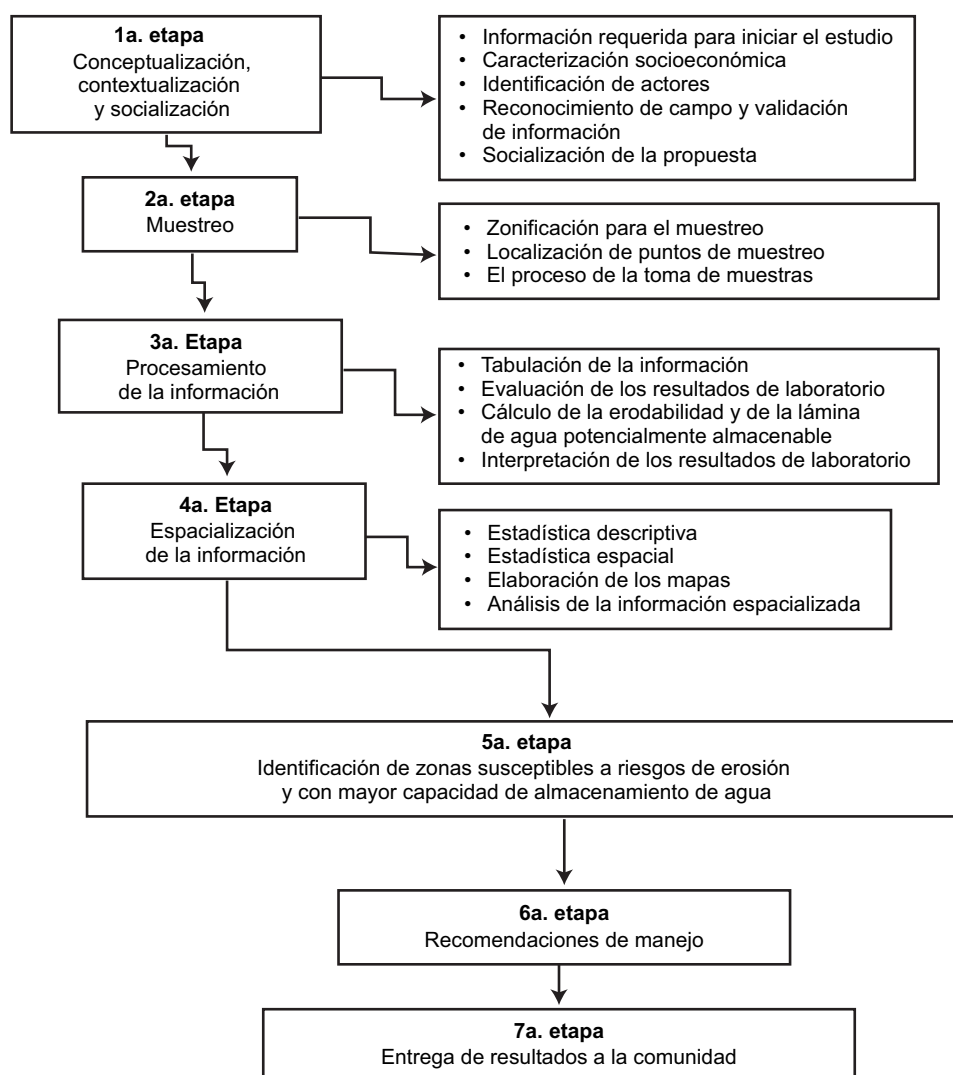 1a. etapa
Conceptualización,
contextualización
y socialización
• Información requerida para iniciar el estudio
• Caracterización socioeconómica
• Identificación de actores
• Reconocimiento de campo y validación
de información
• Socialización de la propuesta
2a. etapa
Muestreo
• Zonificación para el muestreo
• Localización de puntos de muestreo
• El proceso de la toma de muestras
3a. Etapa
Procesamiento
de la información
• Tabulación de la información
• Evaluación de los resultados de laboratorio
• Cálculo de la erodabilidad y de la lámina
de agua potencialmente almacenable
• Interpretación de los resultados de laboratorio
4a. Etapa
Espacialización
de la información
• Estadística descriptiva
• Estadística espacial
• Elaboración de los mapas
• Análisis de la información espacializada
5a. etapa
Identificación de zonas susceptibles a riesgos de erosión
y con mayor capacidad de almacenamiento de agua
6a. etapa
Recomendaciones de manejo
7a. etapa
Entrega de resultados a la comunidad